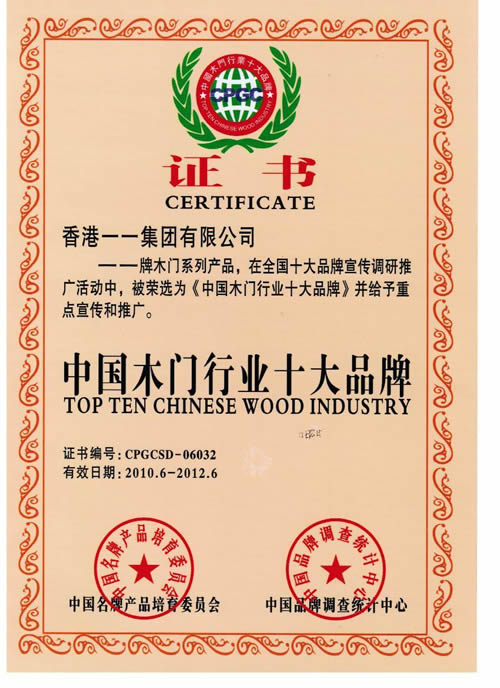 中國木門行業十大品牌
CPGC
TOP TEN CHINESE WOOD INDUSTRY
证书
CERTIFICATE
香港一一集团有限公司
一一牌木门系列产品，在全国十大品牌宣传调研推
广活动中，被荣选为《中国木门行业十大品牌》并给予重
点宣传和推广。
中国木门行业十大品牌
TOP TEN CHINESE WOOD INDUSTRY
证书编号：CPGCSD-06032
有效日期：2010.6-2012.6
中国名牌产品培育委员会
中国品牌调查统计中心
中国名牌产品培育委员会
中国品牌调查统计中心